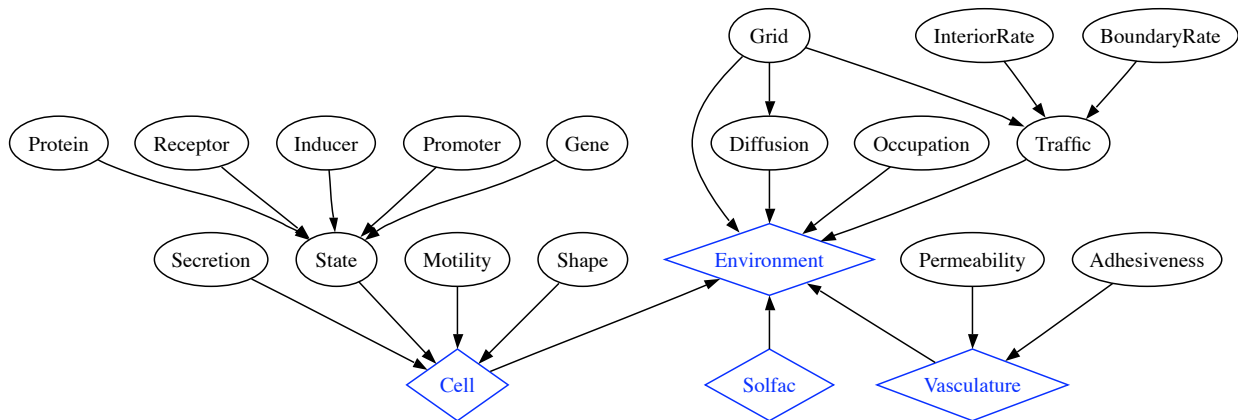 Grid
InteriorRate
BoundaryRate
Protein
Receptor
Inducer
Promoter
Gene
Diffusion
Occupation
Traffic
Secretion
State
Motility
Shape
Environment
Permeability
Adhesiveness
Cell
Solfac
Vasculature